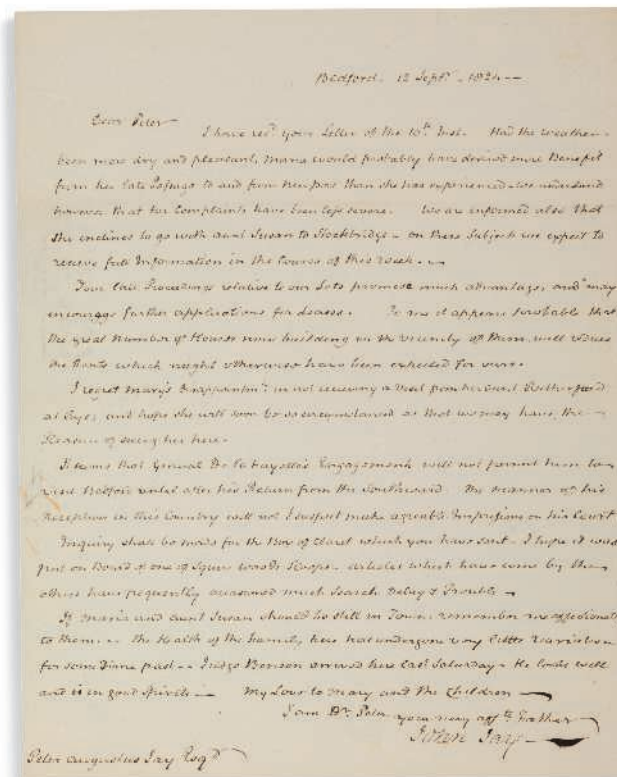 Bedford. 12 Septr. 1824 —
Dear Peter
I have recd. your Letter of the 10th. Inst. Had the weather
been more dry and pleasant, Maria would probably have derived more Benefit
from her late Passage to and from than she has experienced. we understand
however that her Complaints have been less severe. We are informed also that
she inclines to go with aunt Susan to Stockbridge - on these Subjects we expect to
receive full Information in the Course of this week. —
Your late Procedures relative to our Lots promise much advantage, and may
encourage further applications for Leases. To me it appears probable that
the great Number of Houses now building in the vicinity of them, will reduce
the Rents which might otherwise have been expected for ours.
I regret Mary's Disappointmt. in not receiving a visit from her aunt Rutherfurd
at Rye, and hope she will soon be so circumstanced as that we may have the
Pleasure of seeing her here.
It seems that General De la Fayette's Engagements will not permit him to
visit until after his Return from the Southward. The manner of his
Reception in this Country will not I suspect make agreable Impressions on his Court
Inquiry shall be made for the Box of Claret which you have sent - I hope it was
put on Board of one of Squire wood's Sloops - articles which have come by the
others have frequently occasioned much Search Delay & Trouble —
If Maria and aunt Susan should be still in Town, remember me affectionately
to them. — The Health of the Family here has undergone very little variation
for some Time past - Judge Benson arrived here last Saturday - He looks well
and is in good Spirits — My Love to Mary and the Children —
I am Dr. Peter your very afft. Father
John Jay
Peter Augustus Jay Esqr